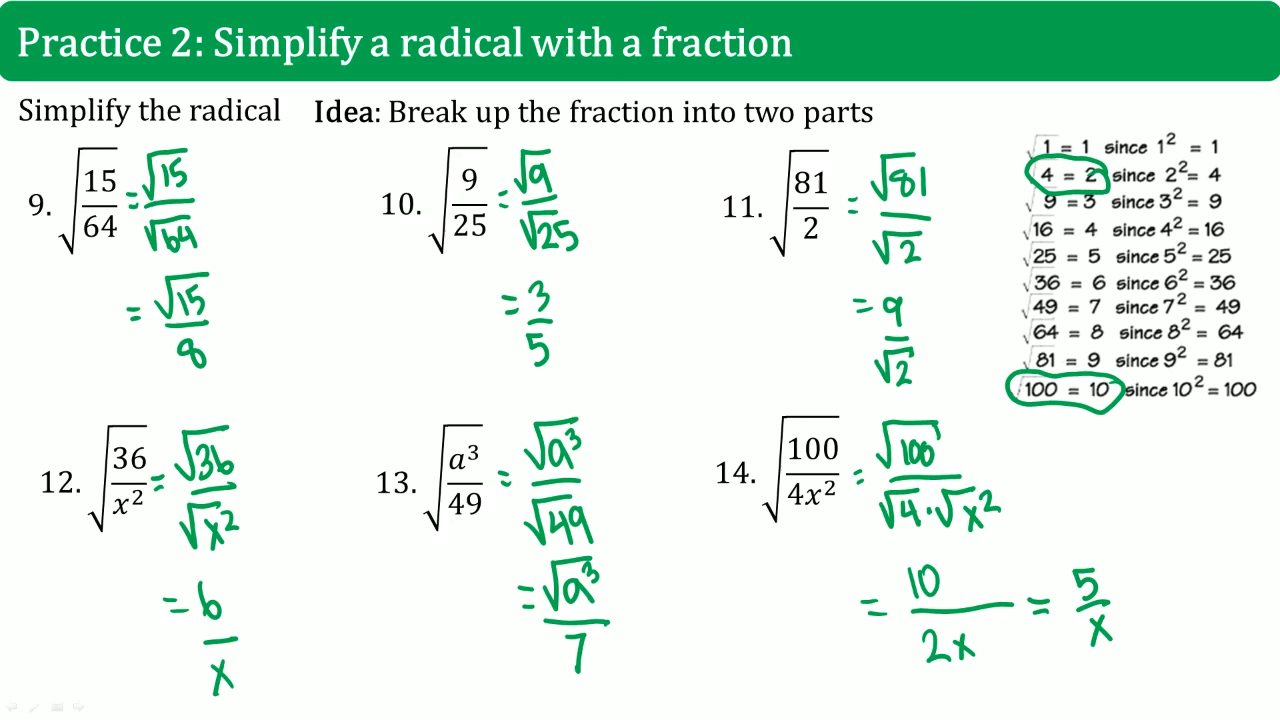 Practice 2: Simplify a radical with a fraction
Simplify the radical Idea: Break up the fraction into two parts
9. √(15/64) = √15/√64
= √15/8
10. √(9/25) = √9/√25
= 3/5
11. √(81/2) = √81/√2
= 9/√2
√1 = 1 since 1² = 1
√4 = 2 since 2² = 4
√9 = 3 since 3² = 9
√16 = 4 since 4² = 16
√25 = 5 since 5² = 25
√36 = 6 since 6² = 36
√49 = 7 since 7² = 49
√64 = 8 since 8² = 64
√81 = 9 since 9² = 81
√100 = 10 since 10² = 100
12. √(36/x²) = √36/√x²
= 6/x
13. √(a³/49) = √a³/√49
= √a³/7
14. √(100/4x²) = √100/√4·√x²
= 10/2x = 5/x